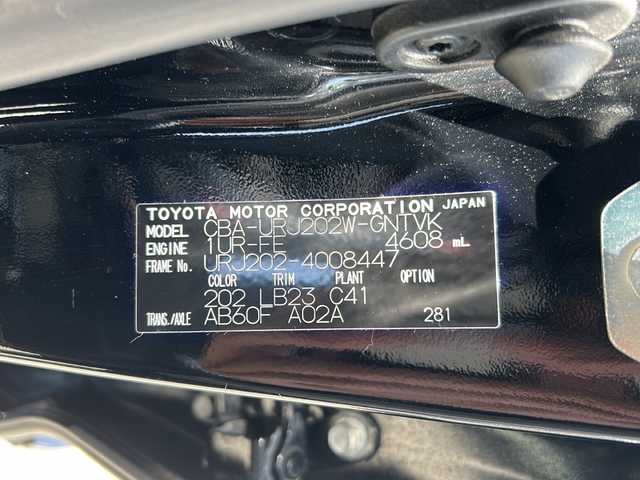 TOYOTA MOTOR CORPORATION JAPAN
MODEL CBA-URJ202W-GNTVK
ENGINE 1UR-FE 4608 mL
FRAME No. URJ202-4008447
COLOR TRIM PLANT
202 LB23 C41
TRANS./AXLE AB60F A02A 281